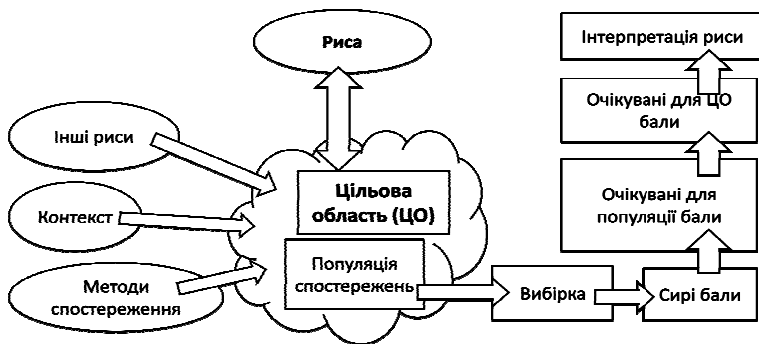 Риса
Інтерпретація риси
Очікувані для ЦО
бали
Інші риси
Цільова
область (ЦО)
Очікувані для
популяції бали
Контекст
Популяція
спостережень
Методи
спостереження
Вибірка
Сирі бали